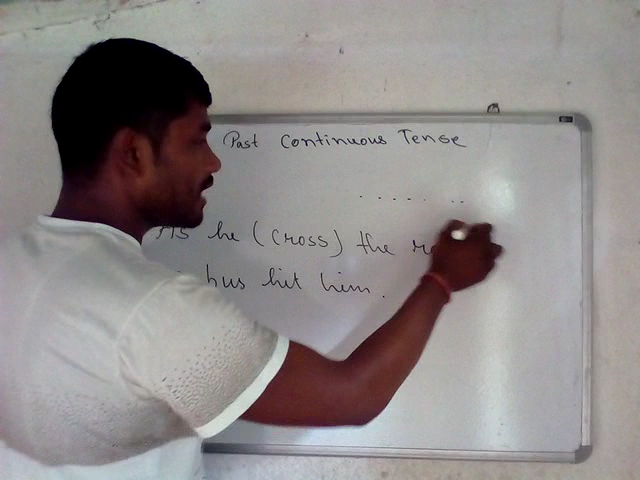 Past Continuous Tense
. . . . . . .
As he (cross) the
bus hit him.